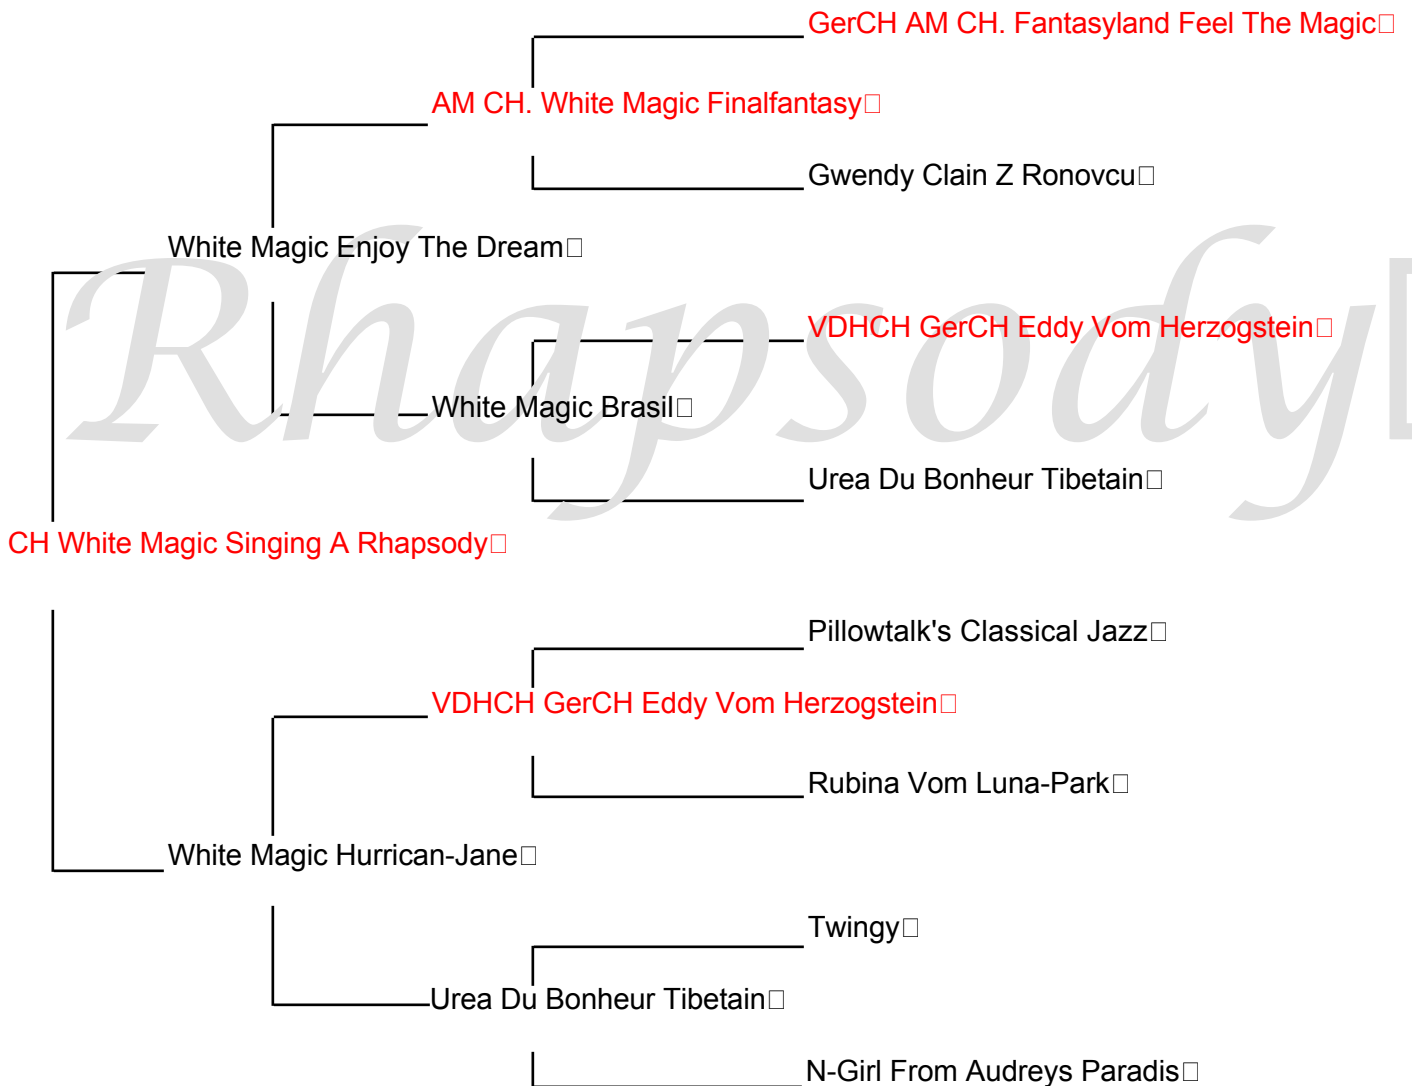 GerCH AM CH. Fantasyland Feel The Magic
AM CH. White Magic Finalfantasy
Gwendy Clain Z Ronovcu
White Magic Enjoy The Dream
Rhapsody
VDHCH GerCH Eddy Vom Herzogstein
White Magic Brasil
Urea Du Bonheur Tibetain
CH White Magic Singing A Rhapsody
Pillowtalk's Classical Jazz
VDHCH GerCH Eddy Vom Herzogstein
Rubina Vom Luna-Park
White Magic Hurrican-Jane
Twingy
Urea Du Bonheur Tibetain
N-Girl From Audreys Paradis